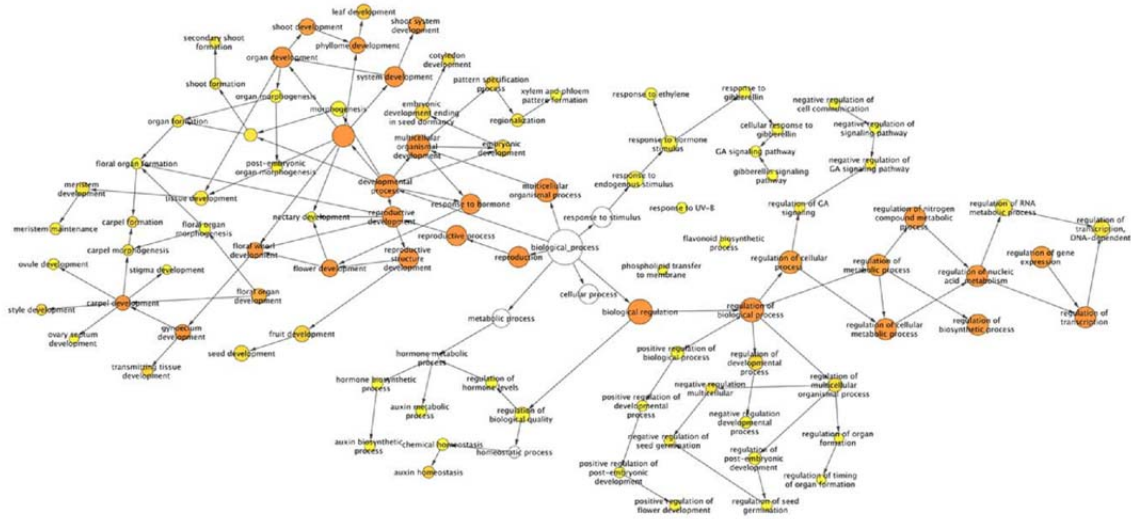 leaf development
shoot development
shoot system
development
secondary shoot
formation
phyllome development
organ development
cotyledon
development
system development
pattern specification
process
shoot formation
organ morphogenesis
morphogenesis
embryonic
development ending
in seed dormancy
xylem and phloem
pattern formation
regionalization
response to ethylene
response to
gibberellin
negative regulation of
cell communication
organ formation
multicellular
organismal
development
embryonic
development
response to hormone
stimulus
cellular response to
gibberellin
negative regulation of
signaling pathway
GA signaling pathway
floral organ formation
post-embryonic
organ morphogenesis
negative regulation of
GA signaling pathway
gibberellin signaling
pathway
meristem
development
tissue development
developmental
process
multicellular
organismal process
response to
endogenous stimulus
response to hormone
response to UV-B
regulation of GA
signaling
regulation of nitrogen
compound metabolic
process
regulation of RNA
metabolic process
carpel formation
meristem maintenance
floral organ
morphogenesis
nectary development
reproductive
development
response to stimulus
regulation of
transcription,
DNA-dependent
reproductive process
flavonoid biosynthetic
process
carpel morphogenesis
floral whorl
development
reproductive
structure
development
reproduction
biological_process
regulation of cellular
process
regulation of
metabolic process
regulation of gene
expression
ovule development
stigma development
flower development
phospholipid transfer
to membrane
regulation of nucleic
acid metabolism
carpel development
floral organ
development
cellular process
style development
biological regulation
regulation of
biological process
regulation of cellular
metabolic process
regulation of
biosynthetic process
regulation of
transcription
ovary septum
development
gynoecium
development
fruit development
metabolic process
seed development
transmitting tissue
development
hormone metabolic
process
positive regulation of
biological process
regulation of
developmental
process
hormone biosynthetic
process
regulation of
hormone levels
negative regulation
multicellular
regulation of
multicellular
organismal process
auxin metabolic
process
regulation of
biological quality
positive regulation of
developmental
process
negative regulation
developmental
process
auxin biosynthetic
process
chemical homeostasis
homeostatic process
negative regulation of
seed germination
regulation of
post-embryonic
development
regulation of organ
formation
auxin homeostasis
positive regulation of
post-embryonic
development
regulation of timing
of organ formation
positive regulation of
flower development
regulation of seed
germination